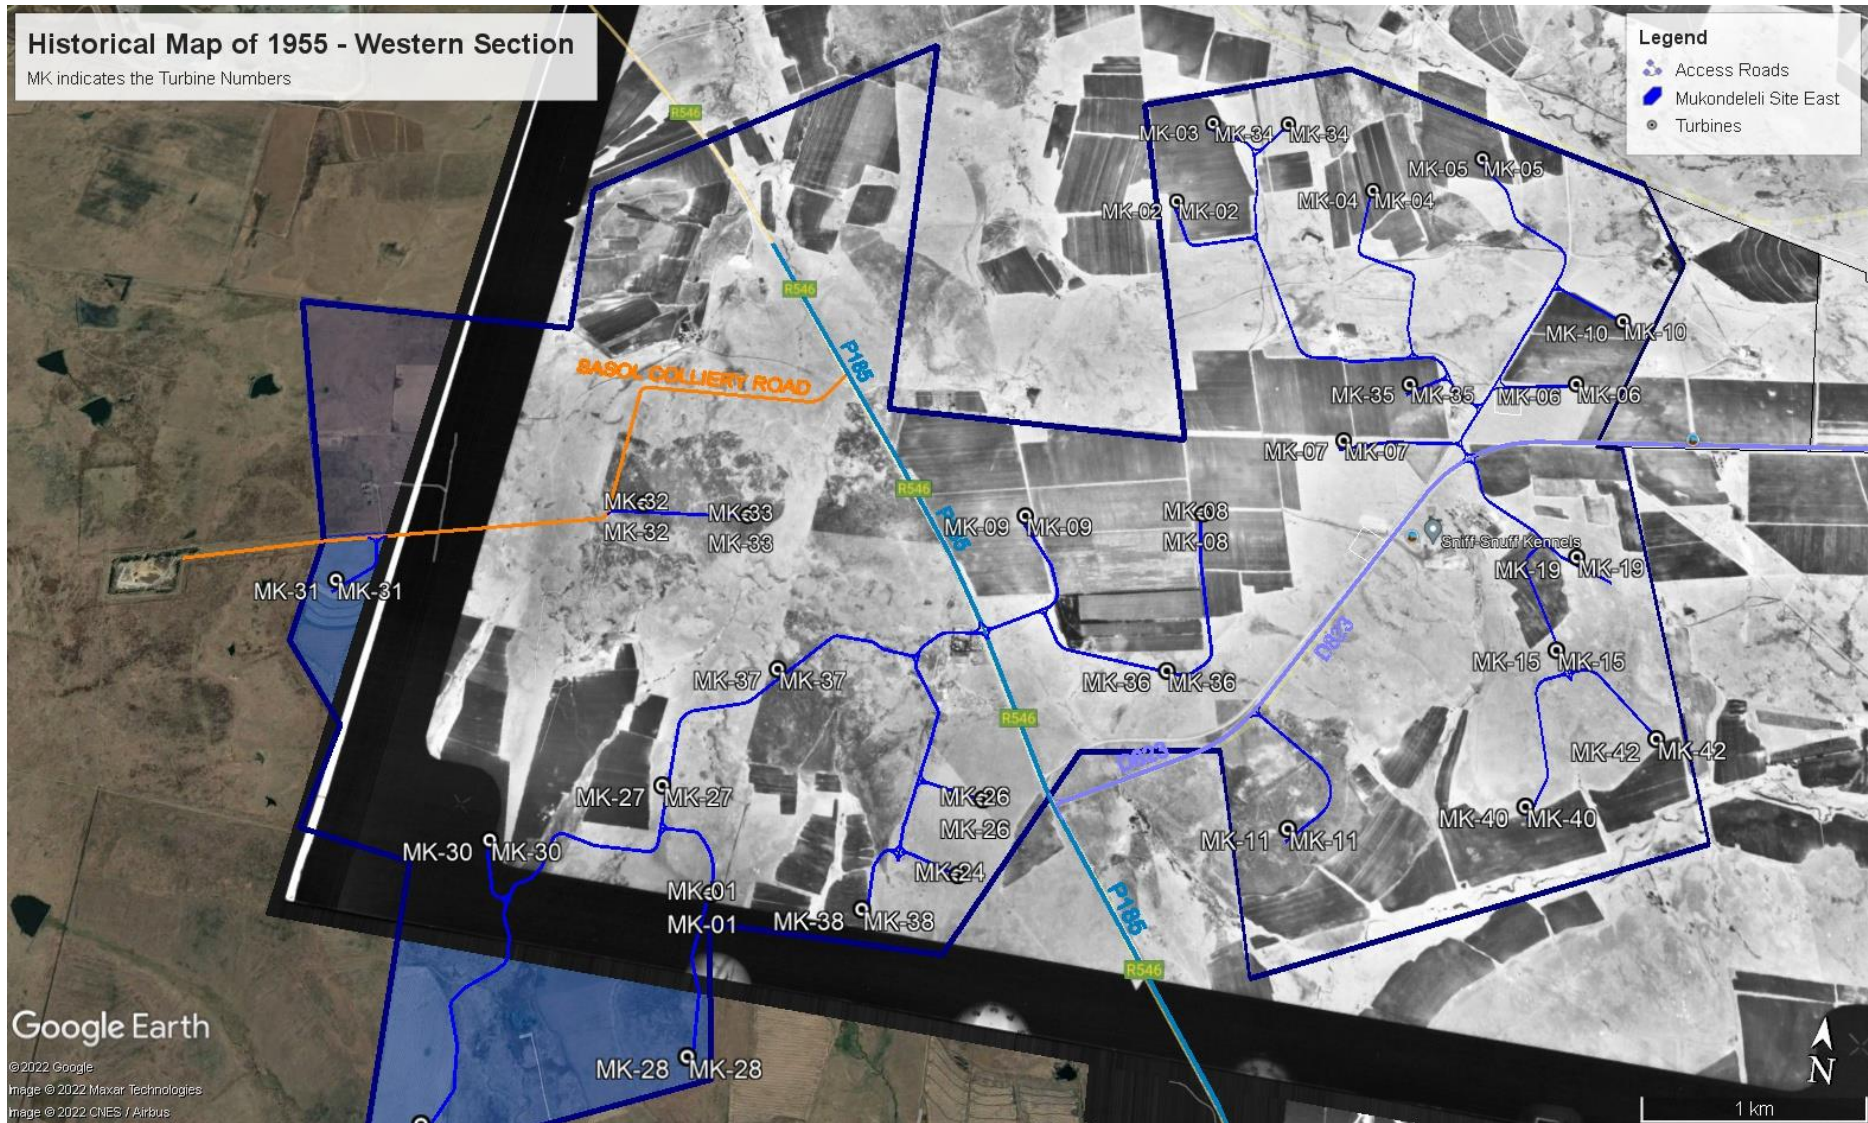 Historical Map of 1955 - Western Section
MK indicates the Turbine Numbers
Legend
Access Roads
Mukondeleli Site East
Turbines
R546
MK-03
MK-34
MK-34
MK-05
MK-05
MK-04
MK-04
MK-02
MK-02
R546
MK-10
MK-10
P185
SASOL COLLIERY ROAD
MK-35
MK-35
MK-06
MK-06
MK-07
MK-07
R546
MK-32
MK-32
MK-33
MK-33
MK-09
MK-09
P185
MK-08
MK-08
Sniff-Snuff Kennels
MK-19
MK-19
MK-31
MK-31
D823
MK-37
MK-37
MK-36
MK-36
MK-15
MK-15
R546
D823
MK-42
MK-42
MK-27
MK-27
MK-26
MK-26
MK-40
MK-40
MK-11
MK-11
MK-30
MK-30
MK-24
MK-01
MK-01
MK-38
MK-38
P185
R546
MK-28
MK-28
Google Earth
© 2022 Google
Image © 2022 Maxar Technologies
Image © 2022 CNES / Airbus
N
1 km